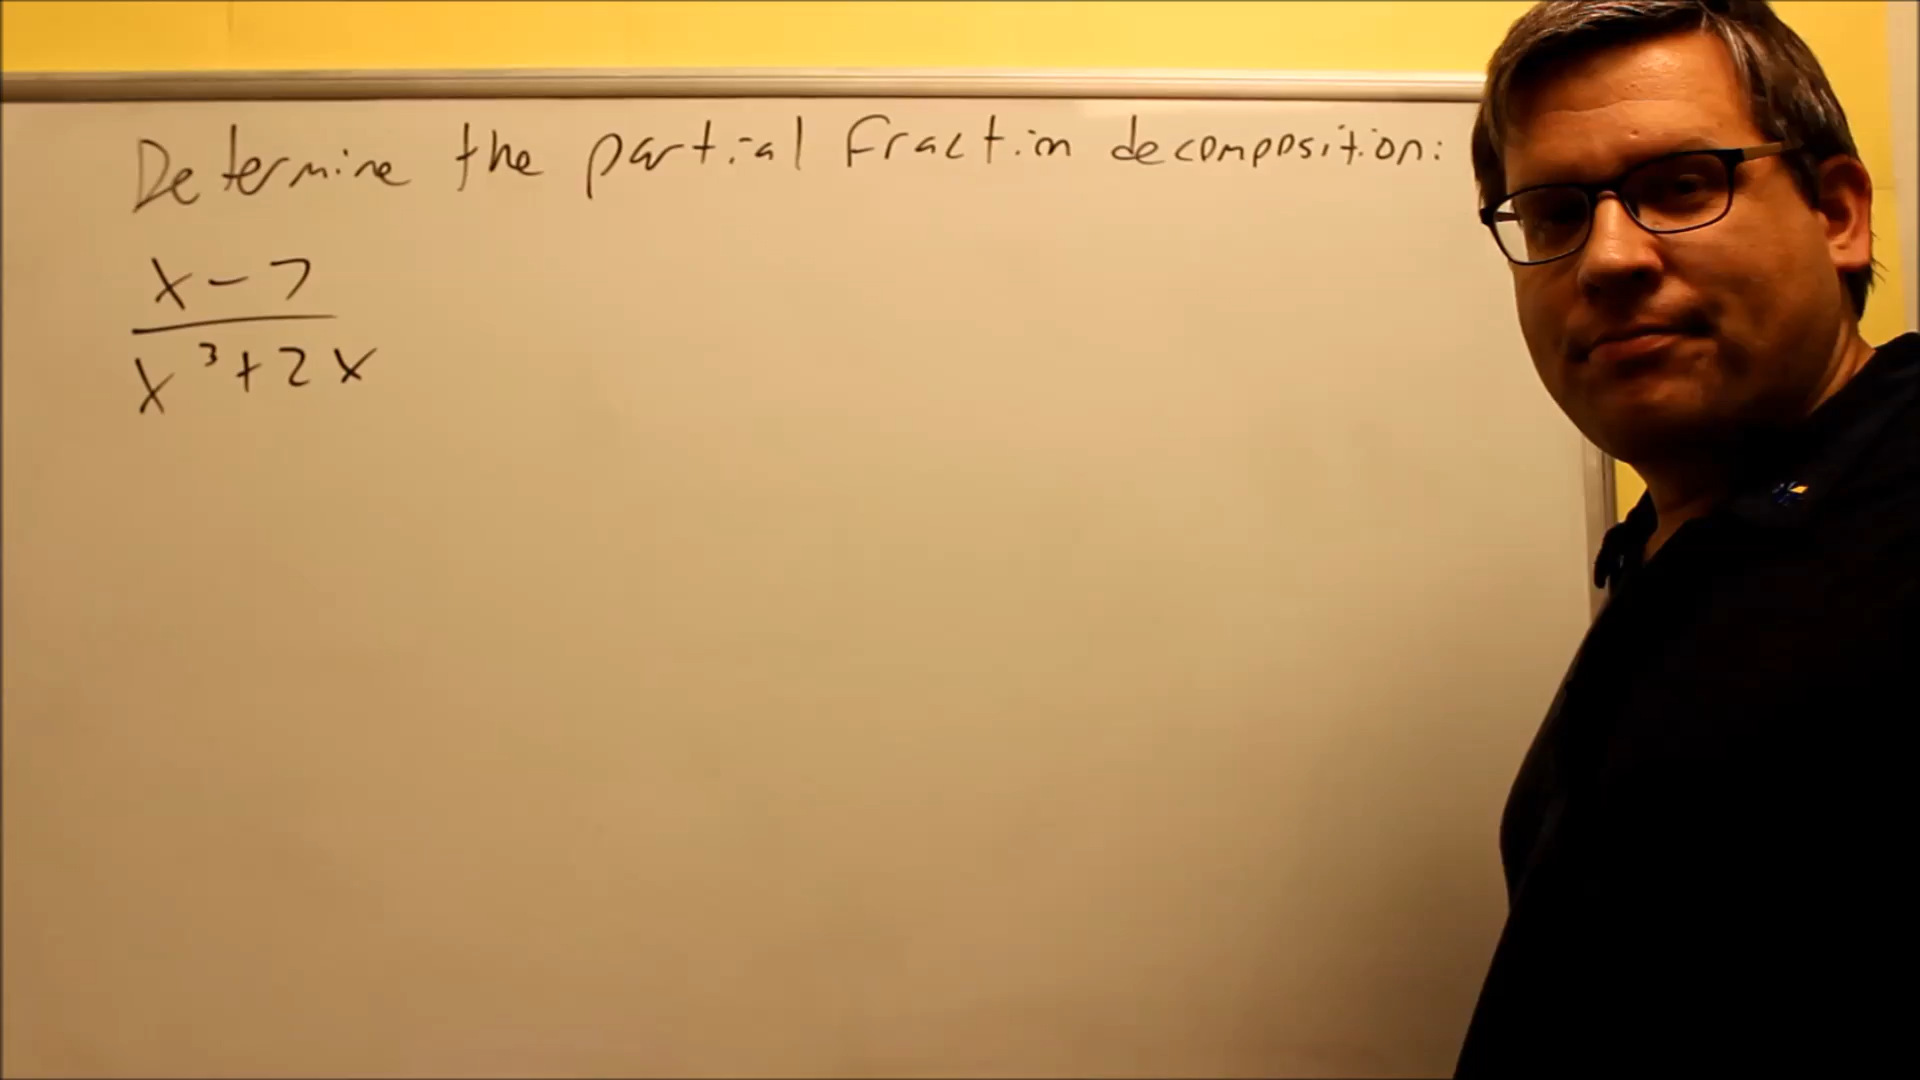 Determine the partial fraction decomposition:
x - 7
x³ + 2x